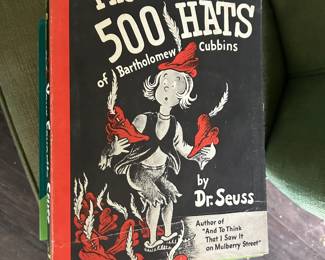 500 HATS
of Bartholomew
Cubbins
by
Dr. Seuss
Author of
"And To Think
That I Saw It
on Mulberry Street"